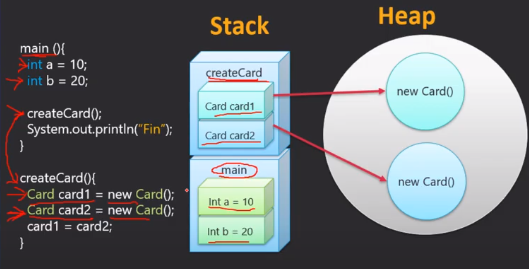 Stack
Heap
main (){
int a = 10;
int b = 20;
createCard();
System.out.println("Fin");
}
createCard(){
Card card1 = new Card();
Card card2 = new Card();
card1 = card2;
}
createCard
Card card1
Card card2
main
Int a = 10
Int b = 20
new Card()
new Card()